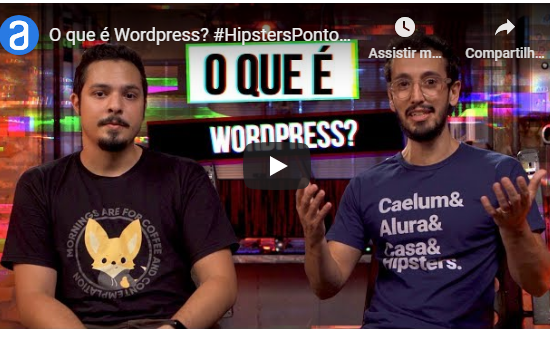 a
O que é Wordpress? #HipstersPonto...
Assistir m...
Compartilh...
O QUE É
WORDPRESS?
MORNINGS ARE FOR COFFEE AND CONTEMPLATION
Caelum&
Alura&
Casa&
Hipsters.